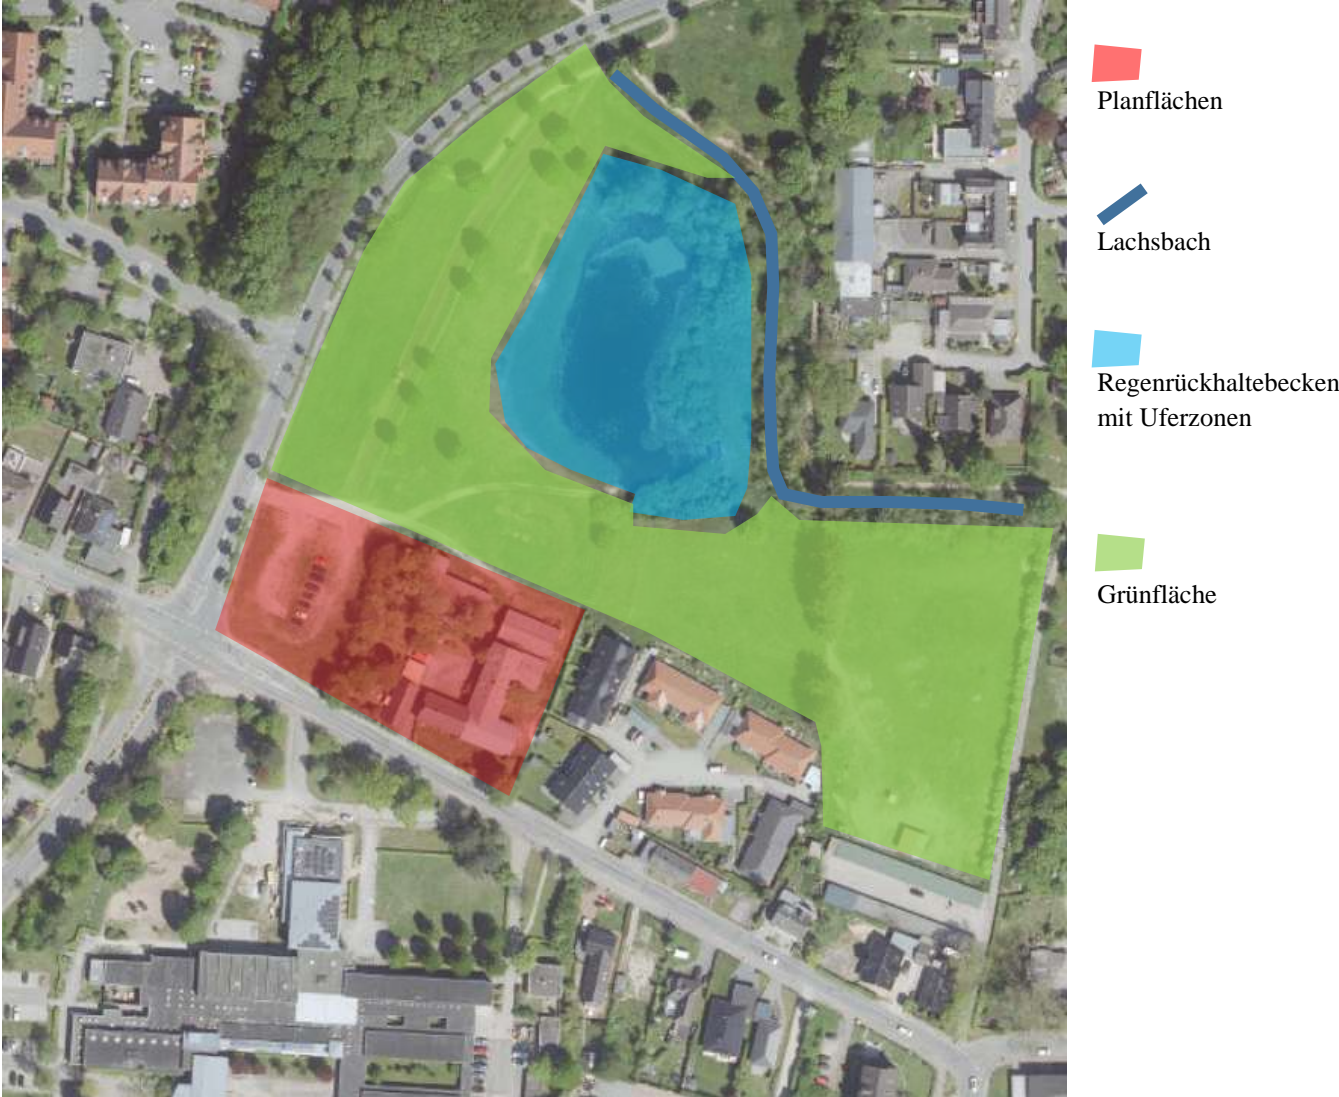 Planflächen
Lachsbach
Regenrückhaltebecken
mit Uferzonen
Grünfläche